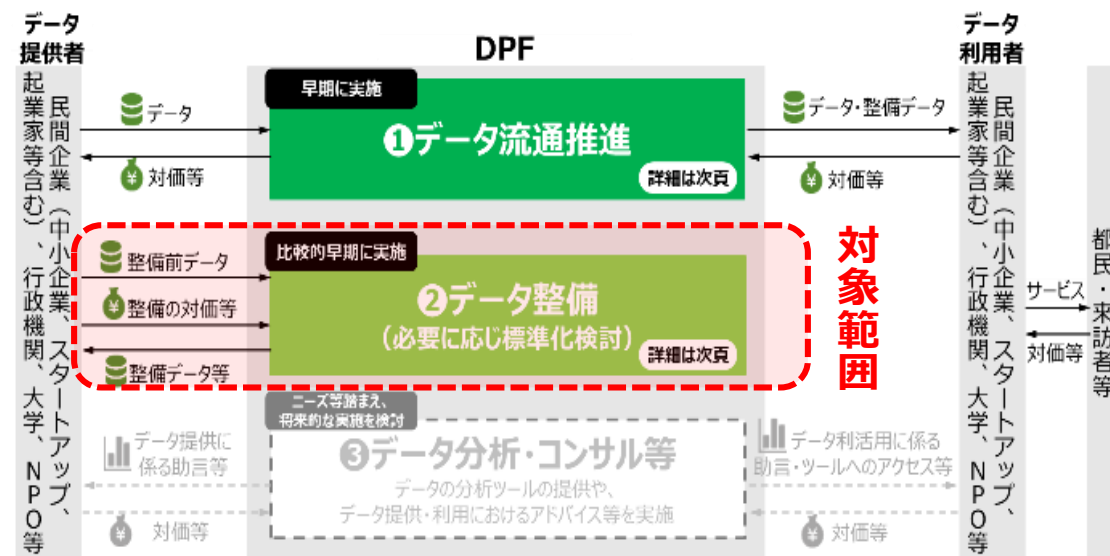 データ
提供者
民間企業（中小企業、スタートアップ、
起業家等含む）、行政機関、大学、NPO等
DPF
データ
利用者
民間企業（中小企業、スタートアップ、
起業家等含む）、行政機関、大学、NPO等
早期に実施
❶データ流通推進
詳細は次頁
データ
対価等
データ・整備データ
対価等
比較的早期に実施
❷データ整備
（必要に応じ標準化検討）
詳細は次頁
整備前データ
整備の対価等
整備データ等
対象範囲
ニーズ等踏まえ、
将来的な実施を検討
❸データ分析・コンサル等
データの分析ツールの提供や、
データ提供・利用におけるアドバイス等を実施
データ提供に
係る助言等
対価等
データ利活用に係る
助言・ツールへのアクセス等
対価等
サービス
対価等
都民・来訪者等